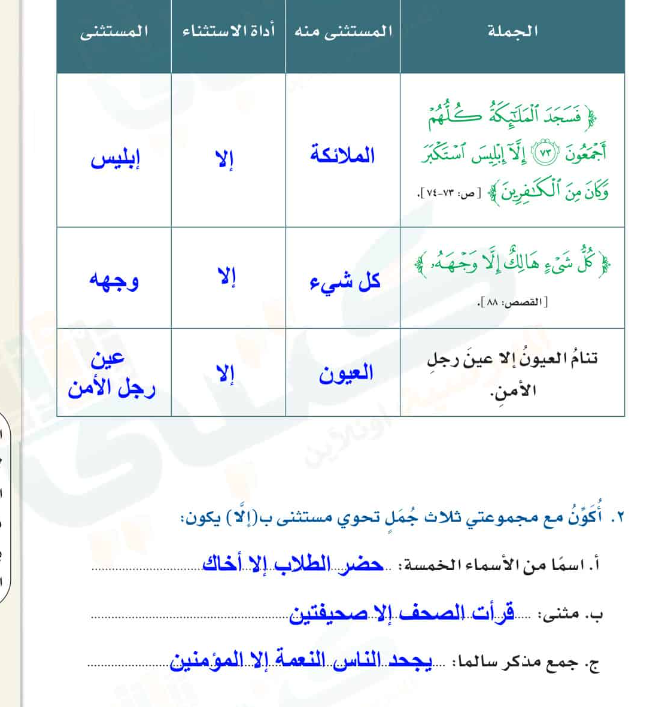 الجملة المستثنى منه أداة الاستثناء المستثنى
﴿ فَسَجَدَ ٱلْمَلَٰٓئِكَةُ كُلُّهُمْ
أَجْمَعُونَ ٧٣ إِلَّآ إِبْلِيسَ ٱسْتَكْبَرَ
وَكَانَ مِنَ ٱلْكَٰفِرِينَ ﴾ [ ص: ٧٣-٧٤ ].
الملائكة إلا إبليس
﴿ كُلُّ شَىْءٍ هَالِكٌ إِلَّا وَجْهَهُۥ ﴾
[ القصص: ٨٨ ].
كل شيء إلا وجهه
تنامُ العيونُ إلا عينَ رجلِ
الأمنِ.
العيون إلا عين
رجل الأمن
كتبي
المدرسية اونلاين
٢. أُكَوِّنُ مع مجموعتي ثلاث جُمَلٍ تحوي مستثنى ب(إلَّا) يكون:
أ. اسمًا من الأسماء الخمسة: حضر الطلاب إلا أخاك
ب. مثنى: قرأت الصحف إلا صحيفتين
ج. جمع مذكر سالما: يجحد الناس النعمة إلا المؤمنين